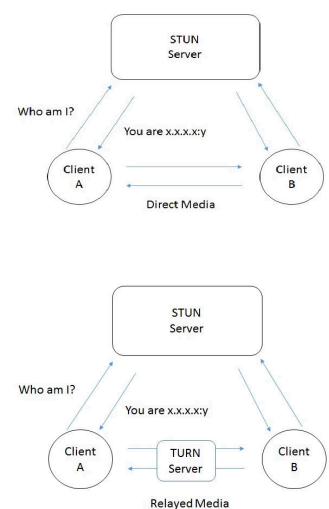 STUN
Server
Who am I?
You are x.x.x.x:y
Client
A
Client
B
Direct Media
STUN
Server
Who am I?
You are x.x.x.x:y
Client
A
TURN
Server
Client
B
Relayed Media